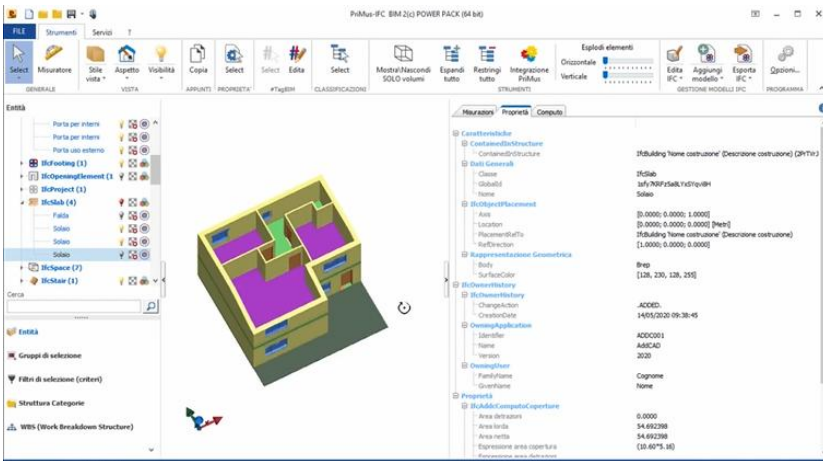 PriMus-IFC BIM 2(c) POWER PACK (64 bit)
FILE Strumenti Servizi ?
Select Misuratore Stile vista Aspetto Visibilità Copia Select Select Edita Select Mostra\Nascondi SOLO volumi Espandi tutto Restringi tutto Integrazione PriMus
Esplodi elementi
Orizzontale
Verticale
Edita IFC Aggiungi modello Esporta IFC Opzioni...
GENERALE VISTA APPUNTI PROPRIETA' #TagBIM CLASSIFICAZIONI STRUMENTI GESTIONE MODELLI IFC PROGRAMMA
Entità
Porta per interni
Porta per interni
Porta uso esterno
IfcFooting (1)
IfcOpeningElement (1
IfcProject (1)
IfcSlab (4)
Falda
Solaio
Solaio
Solaio
IfcSpace (7)
IfcStair (1)
Cerca
Entità
Gruppi di selezione
Filtri di selezione (criteri)
Struttura Categorie
WBS (Work Breakdown Structure)
Misurazioni Proprietà Computo
Caratteristiche
ContainedInStructure
ContainedInStructure IfcBuilding 'Nome costruzione' (Descrizione costruzione)
Dati Generali
Classe IfcSlab
GlobalId
Nome Solaio
IfcObjectPlacement
Axis [0.0000; 0.0000; 1.0000]
Location [0.0000; 0.0000; 0.0000] [Metri]
PlacementRelTo IfcBuilding 'Nome costruzione' (Descrizione costruzione)
RefDirection [1.0000; 0.0000; 0.0000]
Rappresentazione Geometrica
Body Brep
SurfaceColor [128, 230, 128, 255]
IfcOwnerHistory
IfcOwnerHistory
ChangeAction .ADDED.
CreationDate 14/05/2020 09:38:45
OwningApplication
Identifier ADDC001
Name AddCAD
Version 2020
OwningUser
FamilyName Cognome
GivenName Nome
Proprietà
IfcAddrComputoCoperture
Area detrazioni 0.0000
Area lorda 54.692398
Area netta 54.692398
Espressione area copertura (10.60*5.16)
Espressione area detrazioni